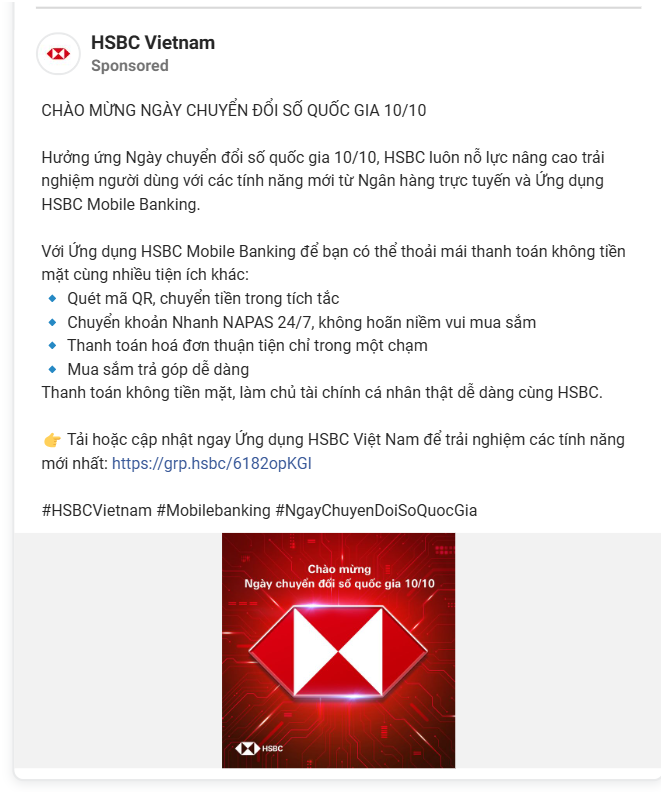 HSBC Vietnam
Sponsored
CHÀO MỪNG NGÀY CHUYỂN ĐỔI SỐ QUỐC GIA 10/10
Hưởng ứng Ngày chuyển đổi số quốc gia 10/10, HSBC luôn nỗ lực nâng cao trải
nghiệm người dùng với các tính năng mới từ Ngân hàng trực tuyến và Ứng dụng
HSBC Mobile Banking.
Với Ứng dụng HSBC Mobile Banking để bạn có thể thoải mái thanh toán không tiền
mặt cùng nhiều tiện ích khác:
🔹 Quét mã QR, chuyển tiền trong tích tắc
🔹 Chuyển khoản Nhanh NAPAS 24/7, không hoãn niềm vui mua sắm
🔹 Thanh toán hoá đơn thuận tiện chỉ trong một chạm
🔹 Mua sắm trả góp dễ dàng
Thanh toán không tiền mặt, làm chủ tài chính cá nhân thật dễ dàng cùng HSBC.
👉 Tải hoặc cập nhật ngay Ứng dụng HSBC Việt Nam để trải nghiệm các tính năng
mới nhất: https://grp.hsbc/6182opKGI
#HSBCVietnam #Mobilebanking #NgayChuyenDoiSoQuocGia
Chào mừng
Ngày chuyển đổi số quốc gia 10/10
HSBC